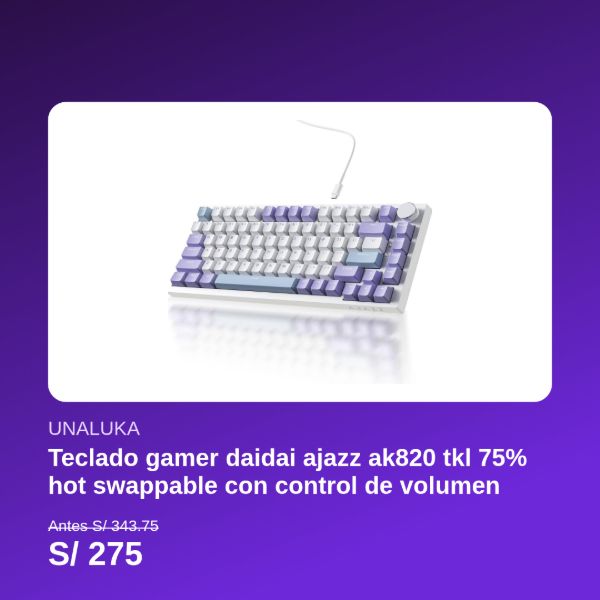 UNALUKA
Teclado gamer daidai ajazz ak820 tkl 75%
hot swappable con control de volumen
Antes S/ 343.75
S/ 275